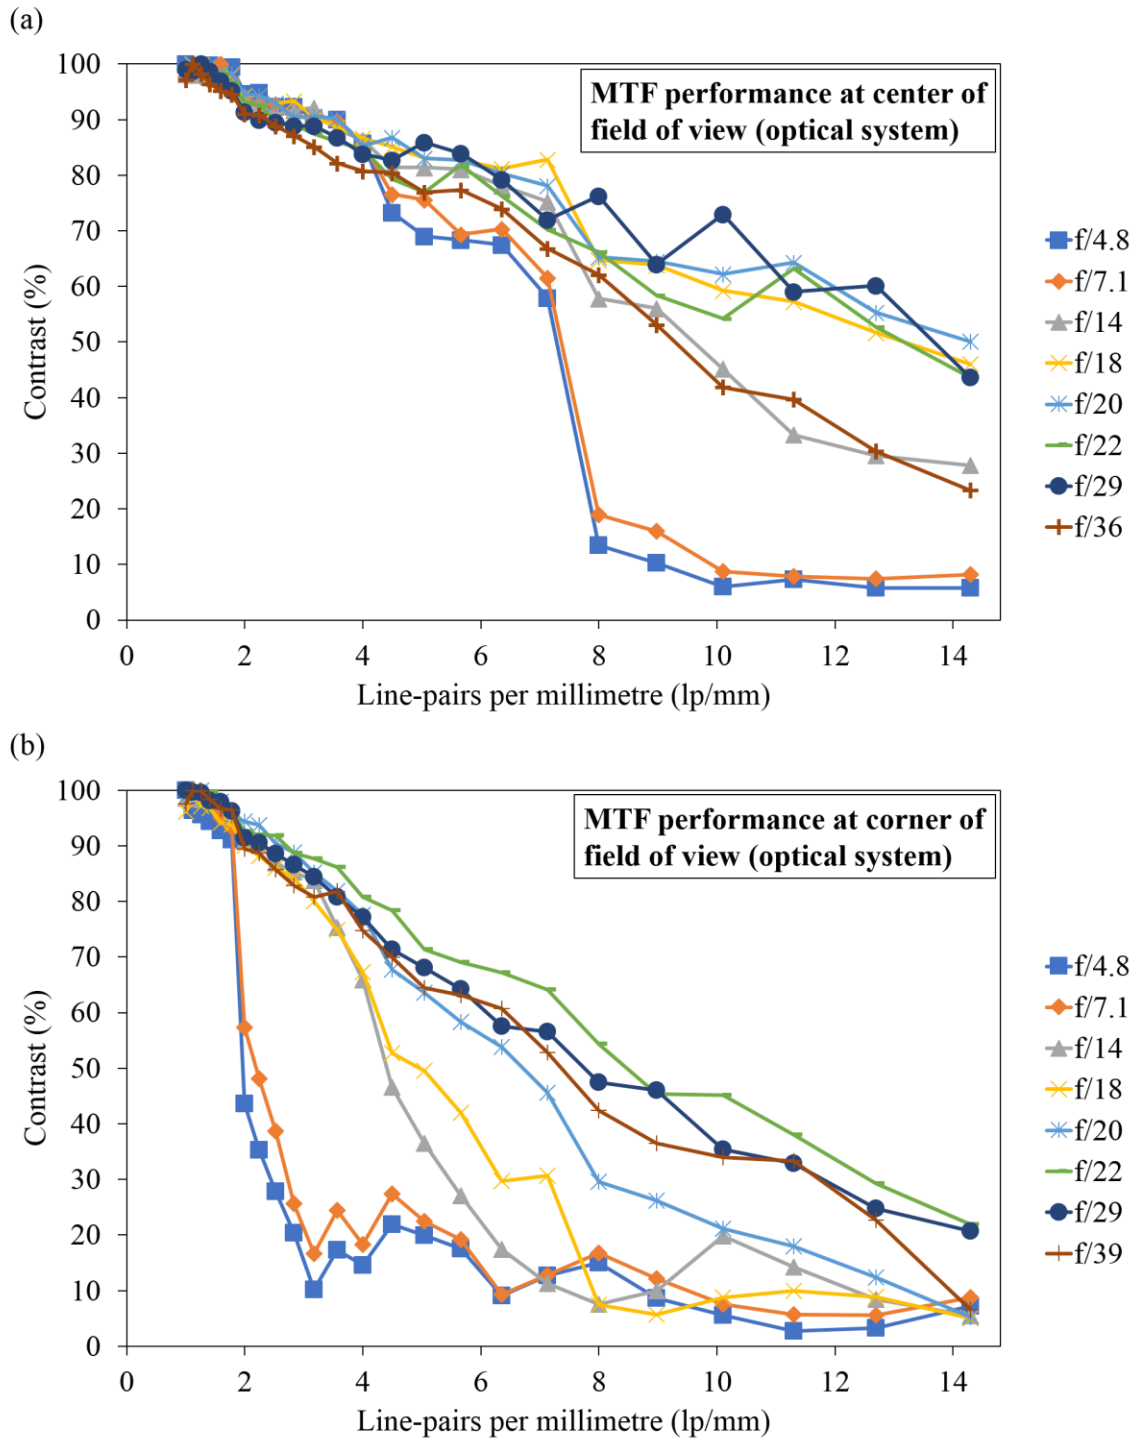 (a)
MTF performance at center of
field of view (optical system)
100
90
80
70
60
50
40
30
20
10
0
Contrast (%)
0 2 4 6 8 10 12 14
Line-pairs per millimetre (lp/mm)
f/4.8
f/7.1
f/14
f/18
f/20
f/22
f/29
f/36
(b)
MTF performance at corner of
field of view (optical system)
100
90
80
70
60
50
40
30
20
10
0
Contrast (%)
0 2 4 6 8 10 12 14
Line-pairs per millimetre (lp/mm)
f/4.8
f/7.1
f/14
f/18
f/20
f/22
f/29
f/39